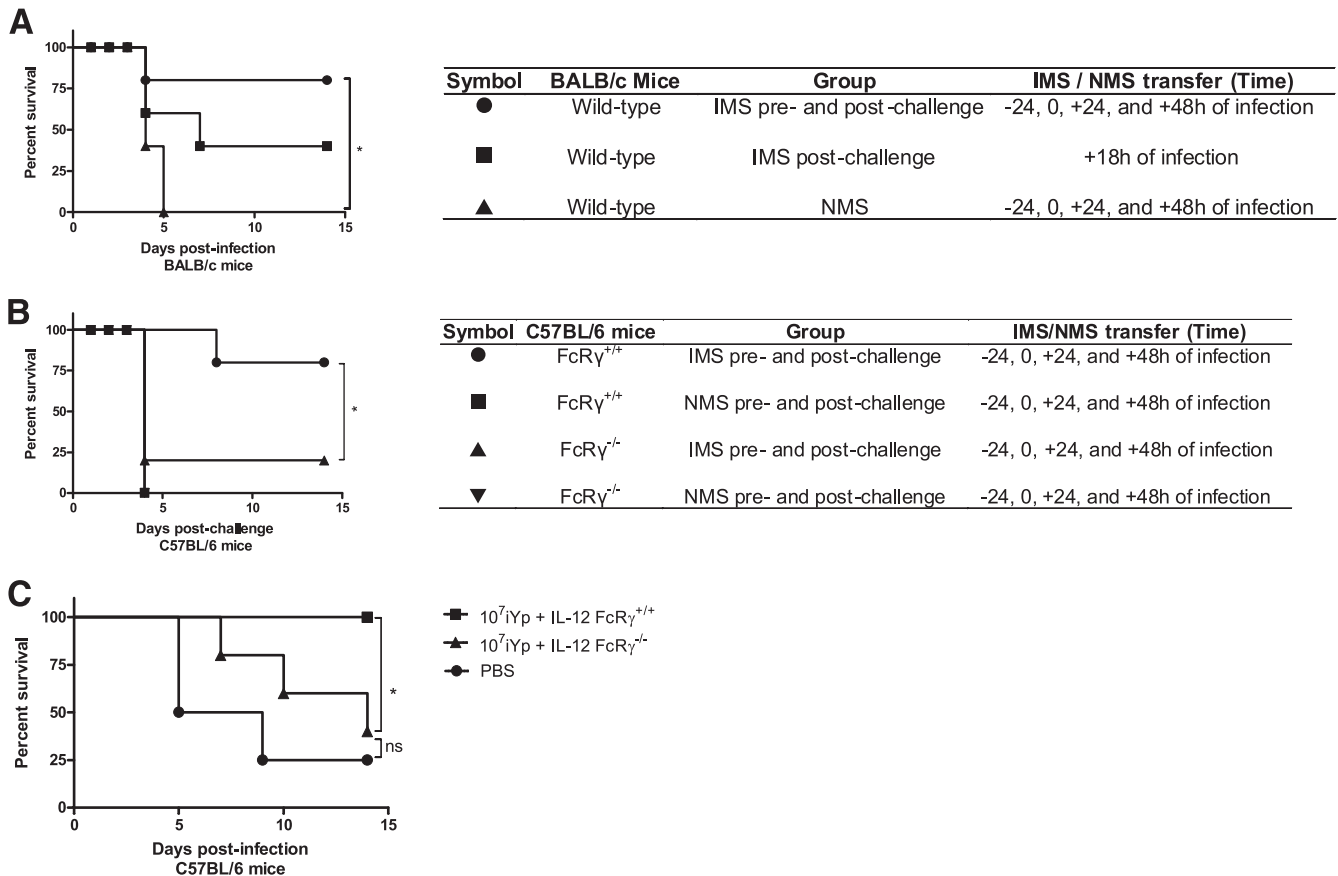 A
100
75
50
25
0
Percent survival
0 5 10 15
Days post-infection
BALB/c mice
*
Symbol BALB/c Mice Group IMS / NMS transfer (Time)
Wild-type IMS pre- and post-challenge -24, 0, +24, and +48h of infection
Wild-type IMS post-challenge +18h of infection
Wild-type NMS -24, 0, +24, and +48h of infection
B
100
75
50
25
0
Percent survival
0 5 10 15
Days post-challenge
C57BL/6 mice
*
Symbol C57BL/6 mice Group IMS/NMS transfer (Time)
FcRγ+/+ IMS pre- and post-challenge -24, 0, +24, and +48h of infection
FcRγ+/+ NMS pre- and post-challenge -24, 0, +24, and +48h of infection
FcRγ-/- IMS pre- and post-challenge -24, 0, +24, and +48h of infection
FcRγ-/- NMS pre- and post-challenge -24, 0, +24, and +48h of infection
C
100
75
50
25
0
Percent survival
0 5 10 15
Days post-infection
C57BL/6 mice
*
ns
10⁷iYp + IL-12 FcRγ+/+
10⁷iYp + IL-12 FcRγ-/-
PBS